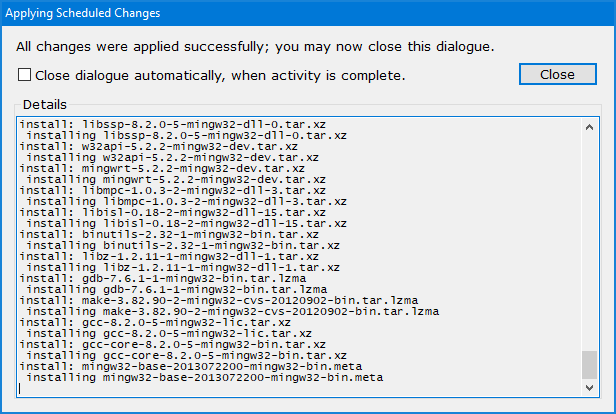 Applying Scheduled Changes
All changes were applied successfully; you may now close this dialogue.
Close dialogue automatically, when activity is complete.
Close
Details
install: libssp-8.2.0-5-mingw32-dll-0.tar.xz
installing libssp-8.2.0-5-mingw32-dll-0.tar.xz
install: w32api-5.2.2-mingw32-dev.tar.xz
installing w32api-5.2.2-mingw32-dev.tar.xz
install: mingwrt-5.2.2-mingw32-dev.tar.xz
installing mingwrt-5.2.2-mingw32-dev.tar.xz
install: libmpc-1.0.3-2-mingw32-dll-3.tar.xz
installing libmpc-1.0.3-2-mingw32-dll-3.tar.xz
install: libisl-0.18-2-mingw32-dll-15.tar.xz
installing libisl-0.18-2-mingw32-dll-15.tar.xz
install: binutils-2.32-1-mingw32-bin.tar.xz
installing binutils-2.32-1-mingw32-bin.tar.xz
install: libz-1.2.11-1-mingw32-dll-1.tar.xz
installing libz-1.2.11-1-mingw32-dll-1.tar.xz
install: gdb-7.6.1-1-mingw32-bin.tar.lzma
installing gdb-7.6.1-1-mingw32-bin.tar.lzma
install: make-3.82.90-2-mingw32-cvs-20120902-bin.tar.lzma
installing make-3.82.90-2-mingw32-cvs-20120902-bin.tar.lzma
install: gcc-8.2.0-5-mingw32-lic.tar.xz
installing gcc-8.2.0-5-mingw32-lic.tar.xz
install: gcc-core-8.2.0-5-mingw32-bin.tar.xz
installing gcc-core-8.2.0-5-mingw32-bin.tar.xz
install: mingw32-base-2013072200-mingw32-bin.meta
installing mingw32-base-2013072200-mingw32-bin.meta